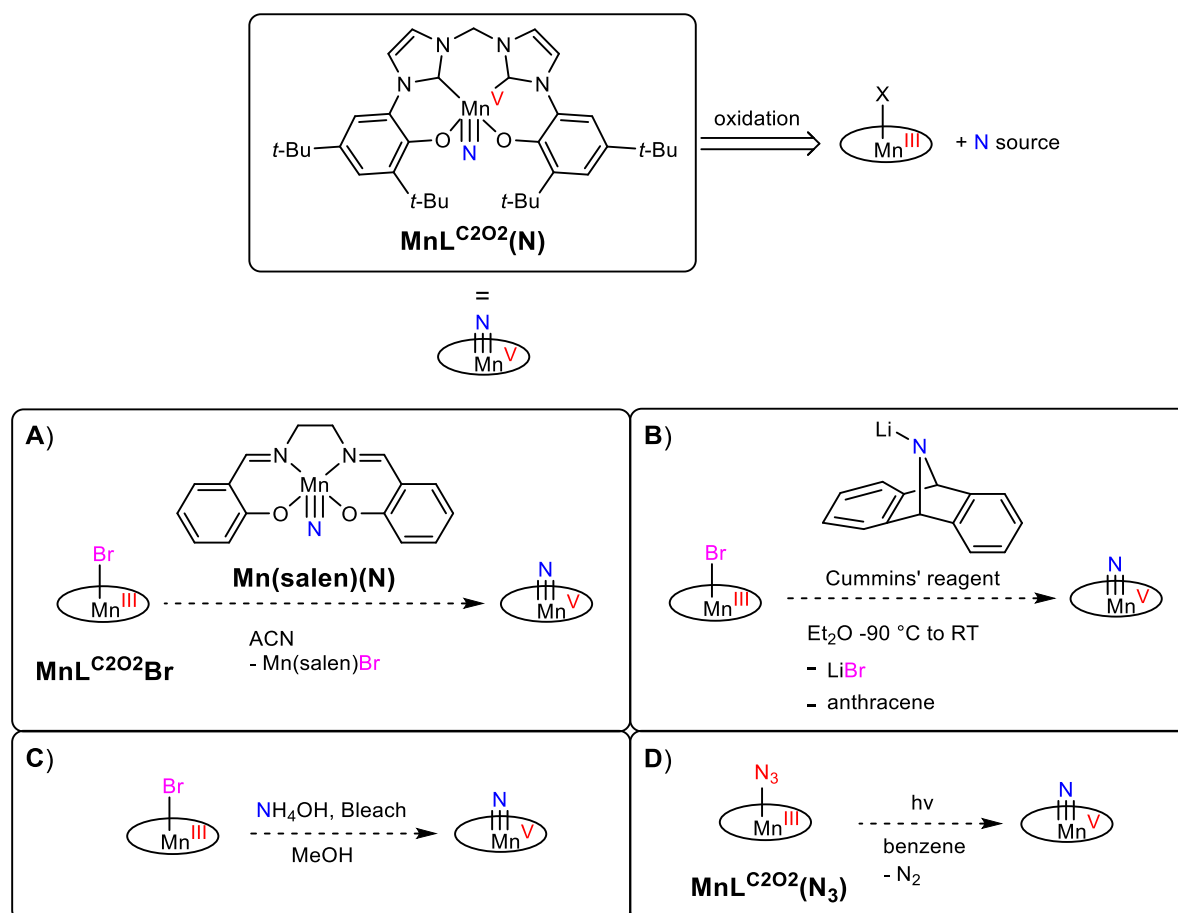 N N
N N
Mn V
O O
N
t-Bu t-Bu
t-Bu t-Bu
MnL^C2O2(N)
oxidation
X
Mn III
+ N source
=
N
Mn V
A)
N N
Mn
O O
N
Mn(salen)(N)
Br
Mn III
MnL^C2O2Br
ACN
- Mn(salen)Br
N
Mn V
B)
Li
N
Br
Mn III
Cummins' reagent
Et2O -90 °C to RT
- LiBr
- anthracene
N
Mn V
C)
Br
Mn III
NH4OH, Bleach
MeOH
N
Mn V
D)
N3
Mn III
MnL^C2O2(N3)
hv
benzene
- N2
N
Mn V